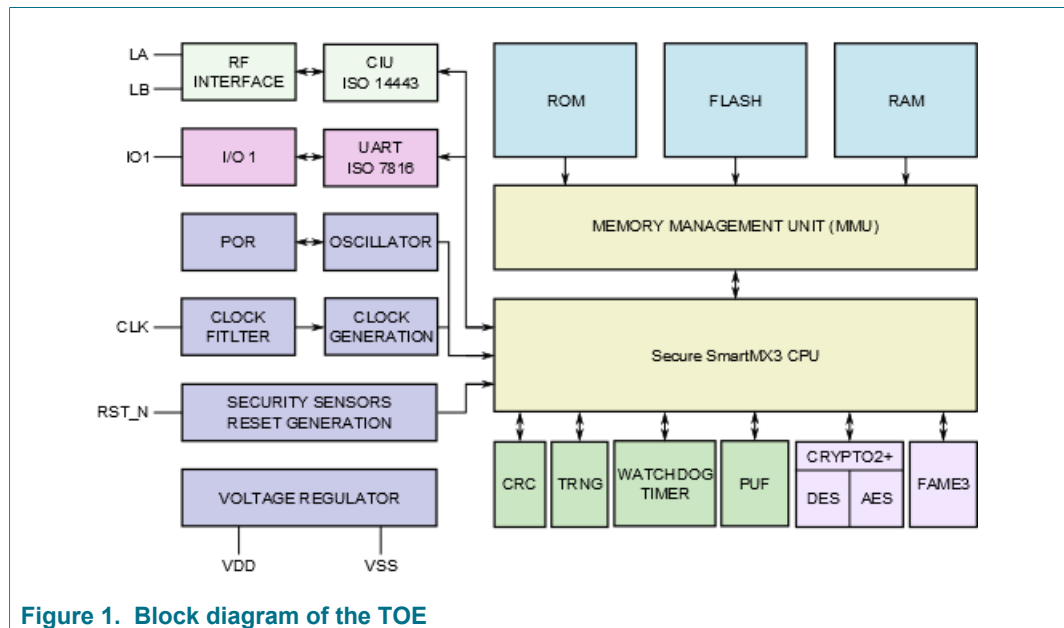 LA
LB
RF
INTERFACE
CIU
ISO 14443
IO1
I/O 1
UART
ISO 7816
POR
OSCILLATOR
CLK
CLOCK
FITLTER
CLOCK
GENERATION
RST_N
SECURITY SENSORS
RESET GENERATION
VOLTAGE REGULATOR
VDD
VSS
ROM
FLASH
RAM
MEMORY MANAGEMENT UNIT (MMU)
Secure SmartMX3 CPU
CRC
TRNG
WATCHDOG
TIMER
PUF
CRYPTO2+
DES
AES
FAME3
Figure 1. Block diagram of the TOE